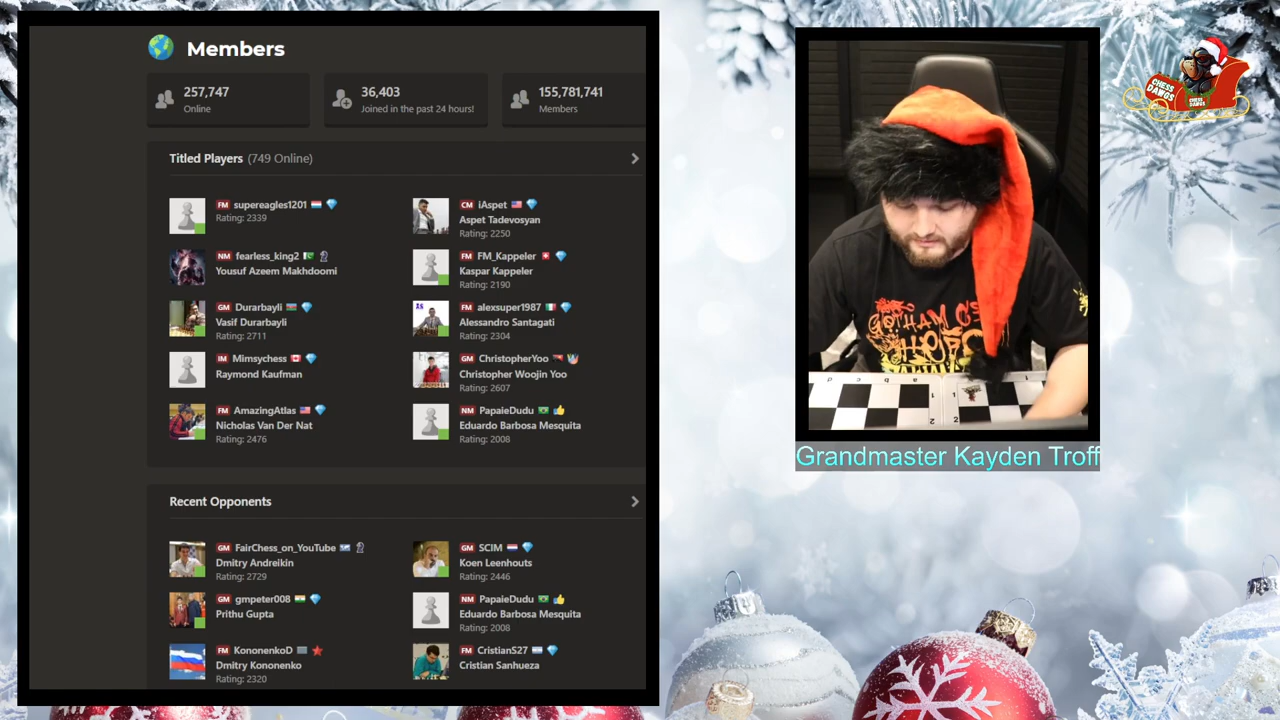 Members
257,747
Online
36,403
Joined in the past 24 hours!
155,781,741
Members
Titled Players (749 Online)
FM supereagles1201
Rating: 2339
CM iAspet
Aspet Tadevosyan
Rating: 2250
NM fearless_king2
Yousuf Azeem Makhdoomi
FM FM_Kappeler
Kaspar Kappeler
Rating: 2190
GM Durarbayli
Vasif Durarbayli
Rating: 2711
FM alexsuper1987
Alessandro Santagati
Rating: 2304
IM Mimsychess
Raymond Kaufman
GM ChristopherYoo
Christopher Woojin Yoo
Rating: 2607
FM AmazingAtlas
Nicholas Van Der Nat
Rating: 2476
NM PapaieDudu
Eduardo Barbosa Mesquita
Rating: 2008
Recent Opponents
GM FairChess_on_YouTube
Dmitry Andreikin
Rating: 2729
GM SCIM
Koen Leenhouts
Rating: 2446
GM gmpeter008
Prithu Gupta
NM PapaieDudu
Eduardo Barbosa Mesquita
Rating: 2008
FM KononenkoD
Dmitry Kononenko
Rating: 2320
FM CristianS27
Cristian Sanhueza
CHESS
DAWGS
CHESS
DAWGS
GOTHAM
Grandmaster Kayden Troff